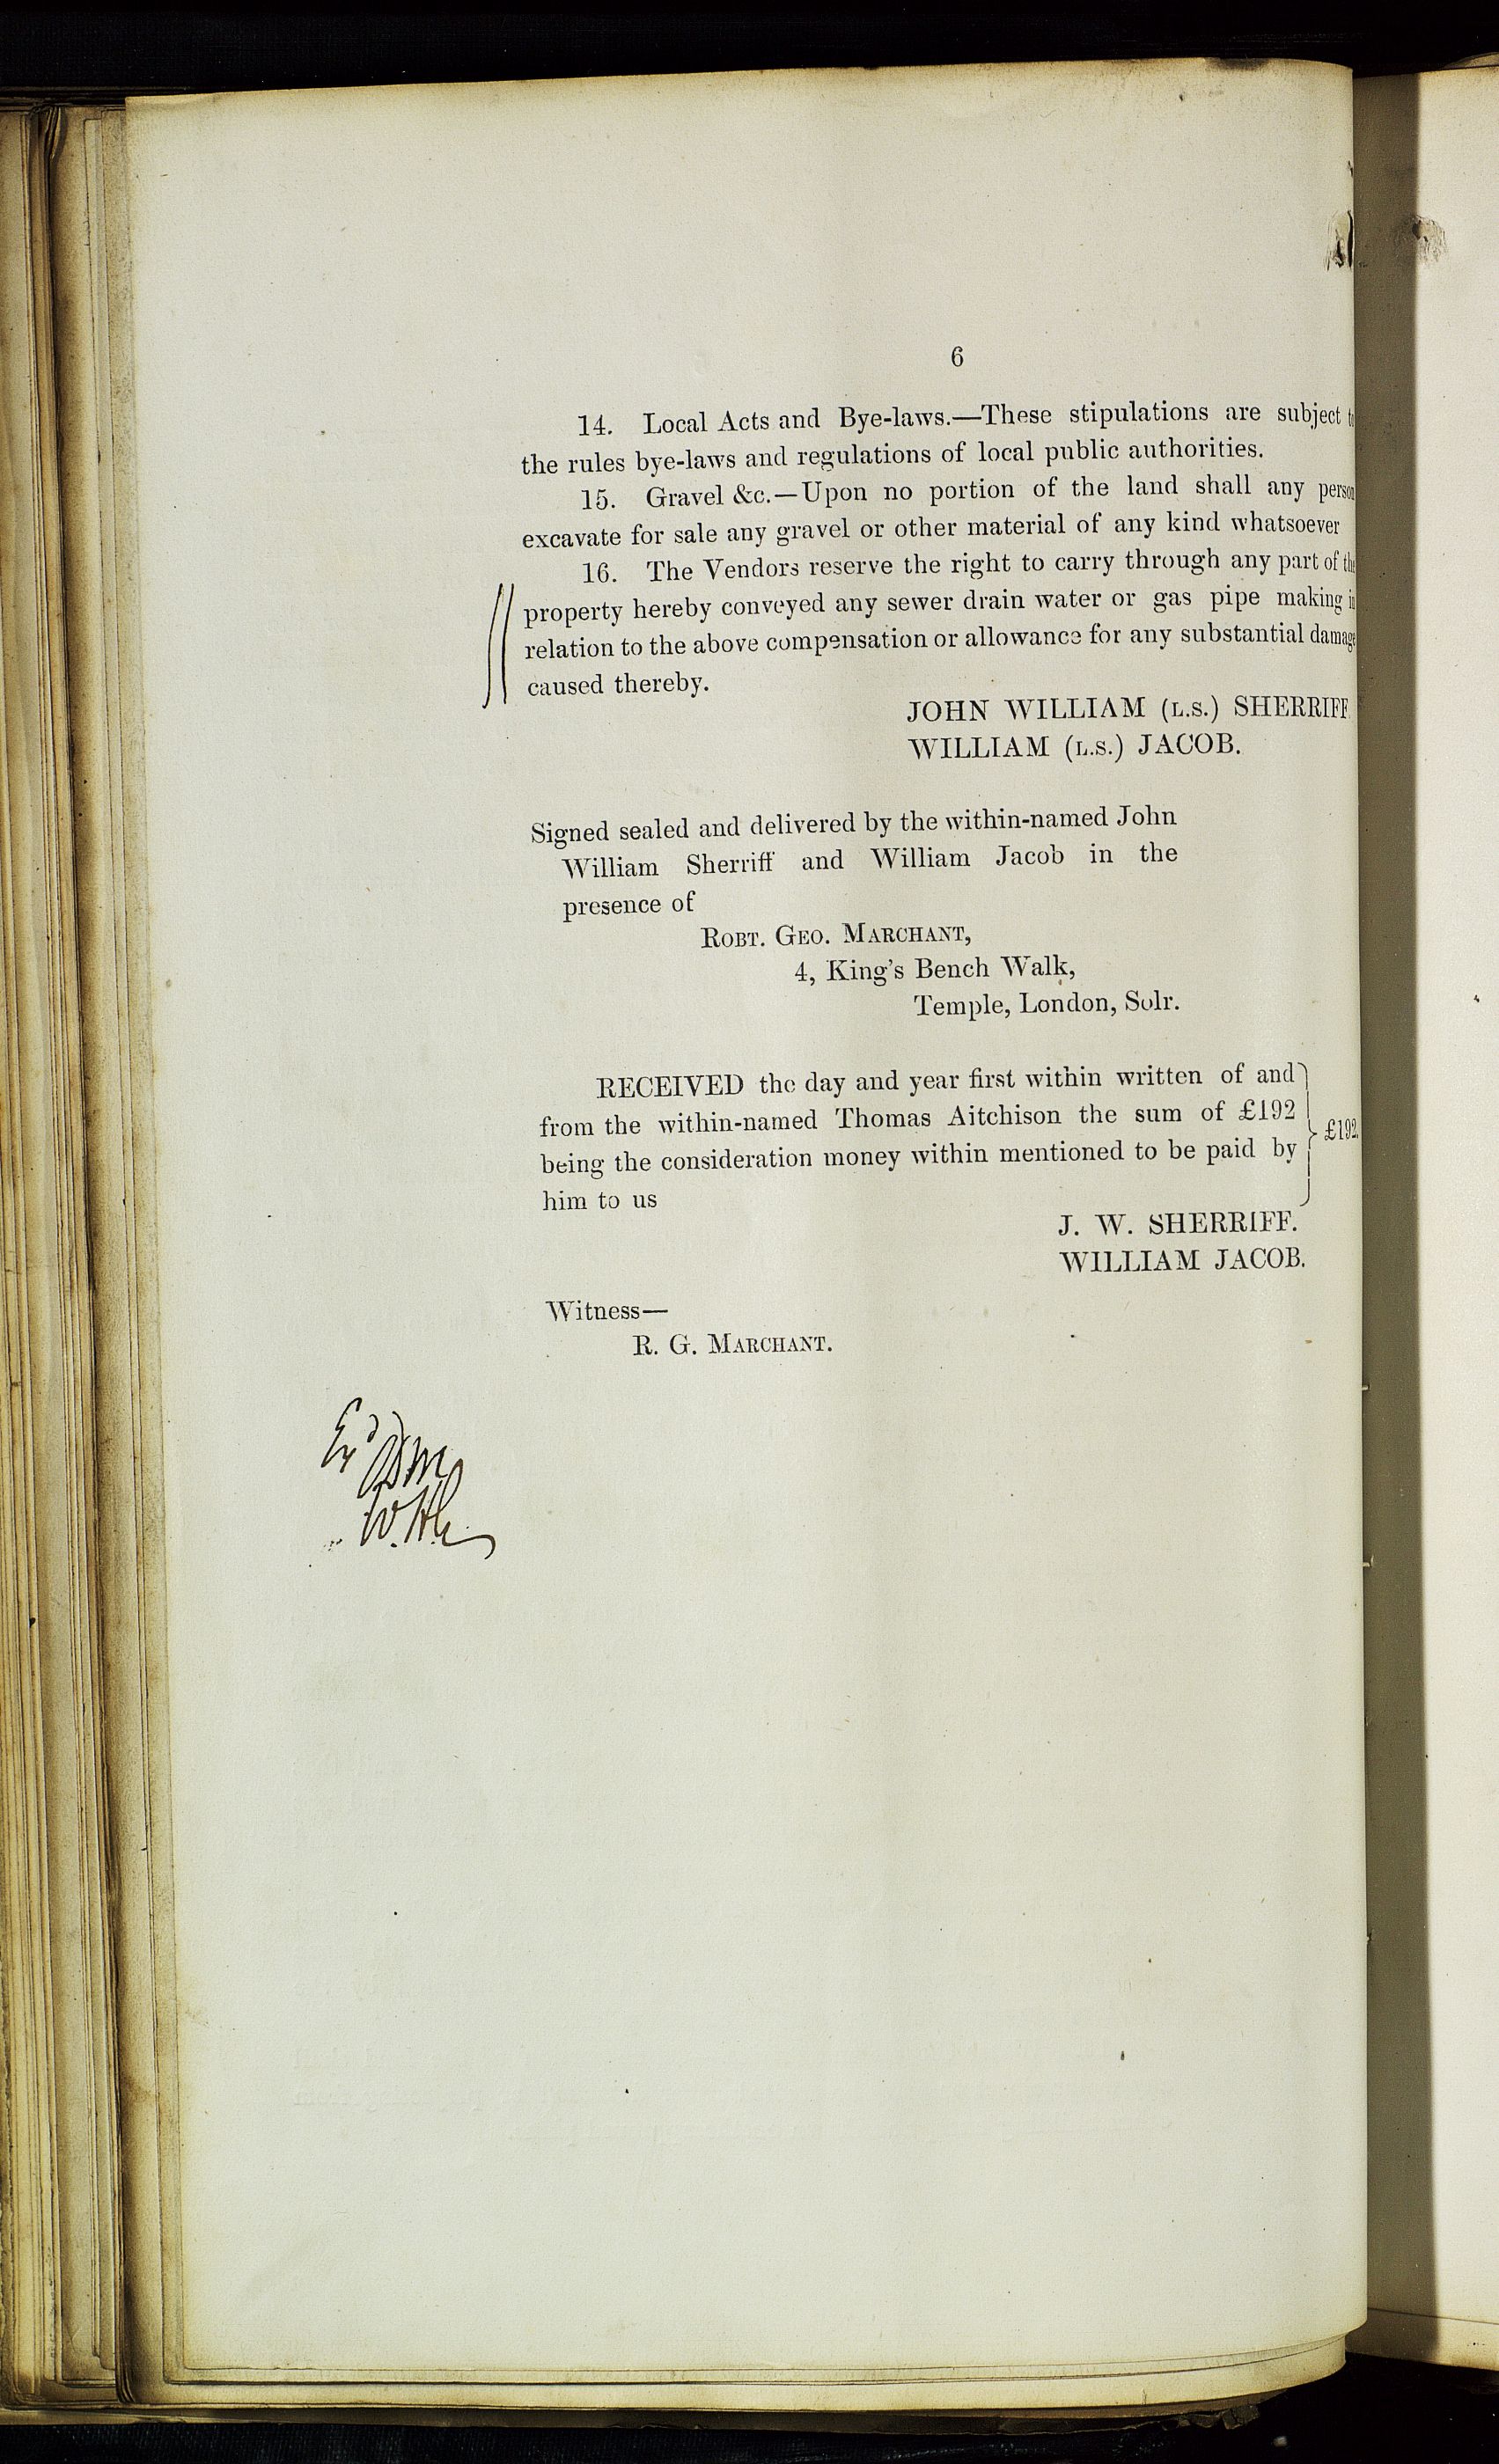 6
14. Local Acts and Bye-laws.—These stipulations are subject to
the rules bye-laws and regulations of local public authorities.
15. Gravel &c.—Upon no portion of the land shall any person
excavate for sale any gravel or other material of any kind whatsoever
16. The Vendors reserve the right to carry through any part of the
property hereby conveyed any sewer drain water or gas pipe making in
relation to the above compensation or allowance for any substantial damage
caused thereby.
JOHN WILLIAM (L.S.) SHERRIFF
WILLIAM (L.S.) JACOB.
Signed sealed and delivered by the within-named John
William Sherriff and William Jacob in the
presence of
ROBT. GEO. MARCHANT,
4, King's Bench Walk,
Temple, London, Solr.
RECEIVED the day and year first within written of and
from the within-named Thomas Aitchison the sum of £192
being the consideration money within mentioned to be paid by
him to us
£192.
J. W. SHERRIFF.
WILLIAM JACOB.
Witness—
R. G. MARCHANT.